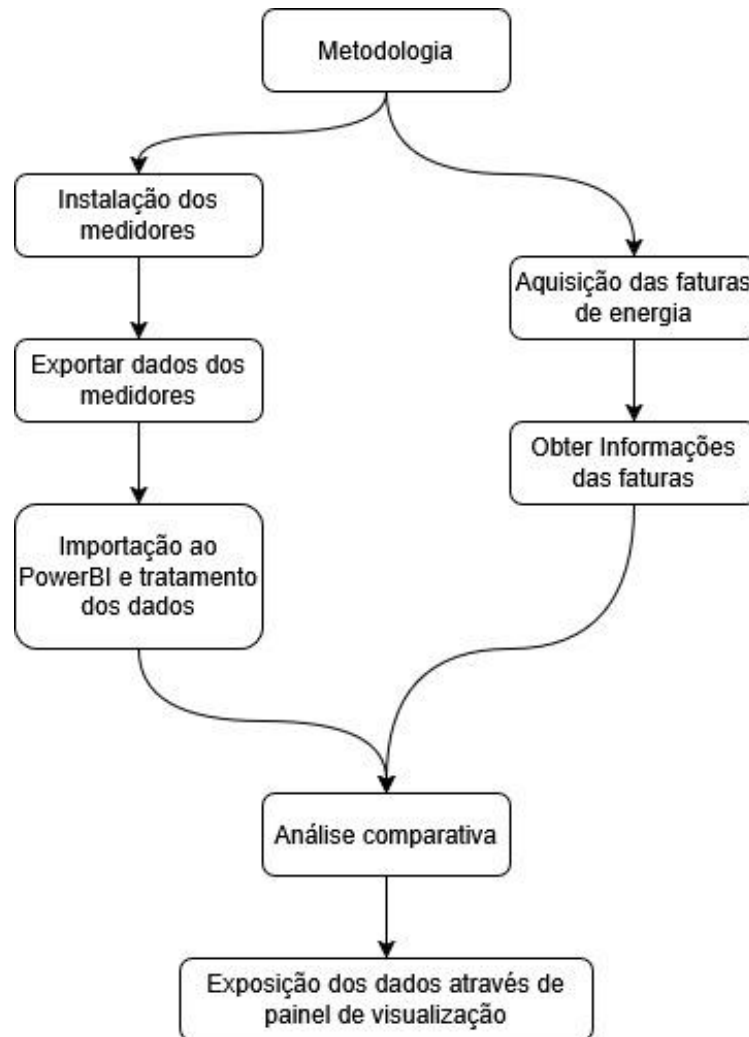 Metodologia
Instalação dos
medidores
Exportar dados dos
medidores
Importação ao
PowerBI e tratamento
dos dados
Aquisição das faturas
de energia
Obter Informações
das faturas
Análise comparativa
Exposição dos dados através de
painel de visualização